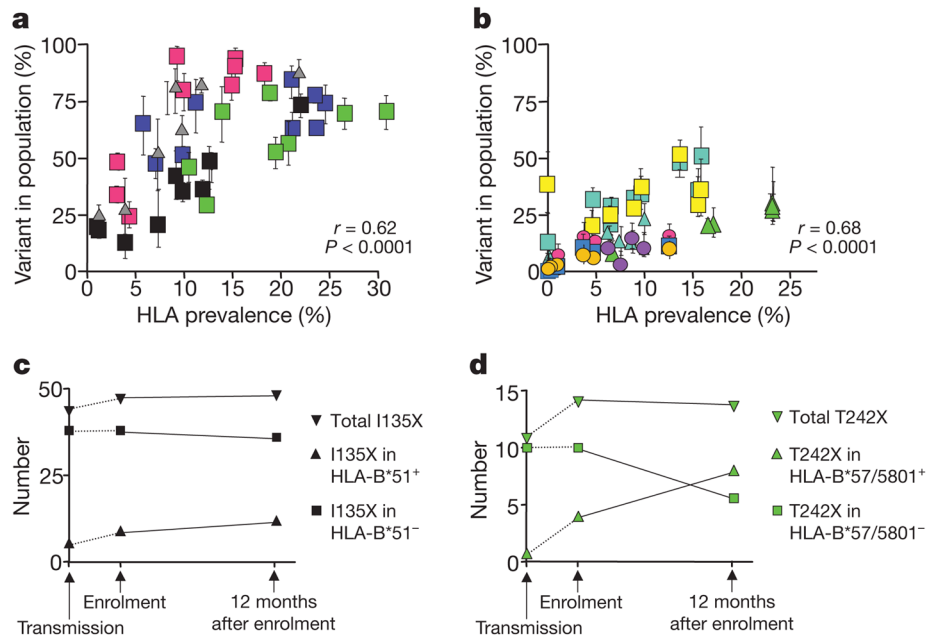 a
Variant in population (%)
100
75
50
25
0
0 5 10 15 20 25 30
HLA prevalence (%)
r = 0.62
P < 0.0001
b
Variant in population (%)
100
75
50
25
0
0 5 10 15 20 25
HLA prevalence (%)
r = 0.68
P < 0.0001
c
Number
50
25
0
Total I135X
I135X in
HLA-B*51+
I135X in
HLA-B*51−
Enrolment
12 months
after enrolment
Transmission
d
Number
15
10
5
0
Total T242X
T242X in
HLA-B*57/5801+
T242X in
HLA-B*57/5801−
Enrolment
12 months
after enrolment
Transmission